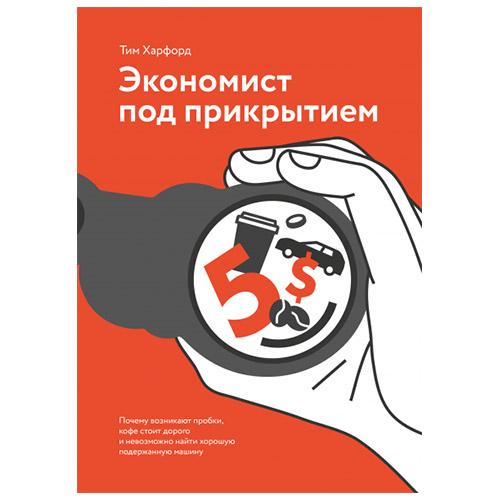 Тим Харфорд
Экономист
под прикрытием
5
$
Почему возникают пробки,
кофе стоит дорого
и невозможно найти хорошую
подержанную машину